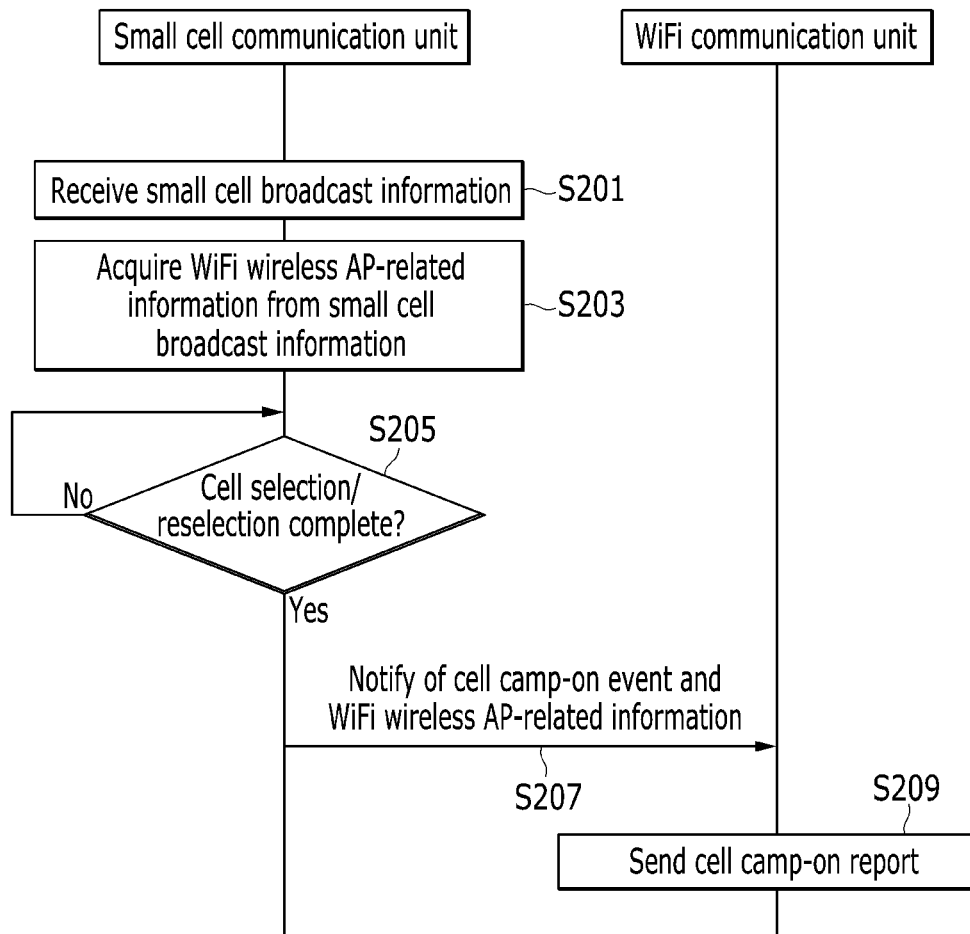 Small cell communication unit
WiFi communication unit
Receive small cell broadcast information
S201
Acquire WiFi wireless AP-related
information from small cell
broadcast information
S203
S205
Cell selection/
reselection complete?
No
Yes
Notify of cell camp-on event and
WiFi wireless AP-related information
S207
S209
Send cell camp-on report